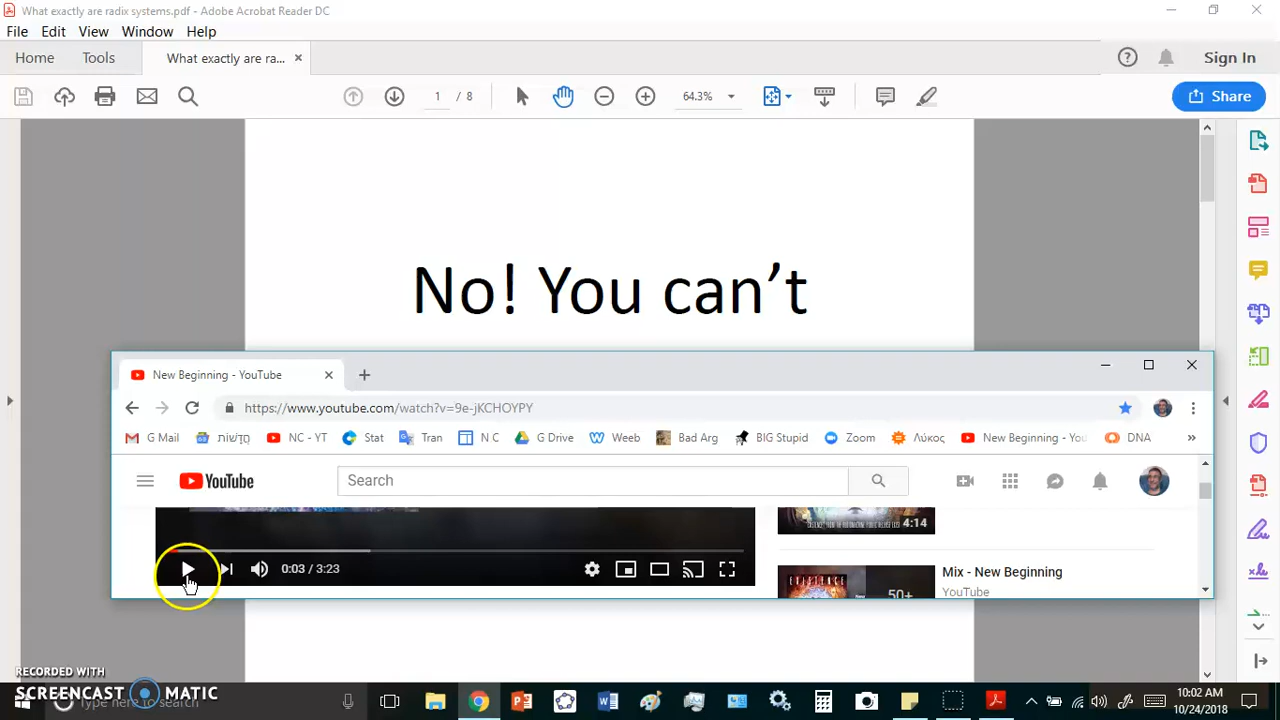 What exactly are radix systems.pdf - Adobe Acrobat Reader DC
File Edit View Window Help
Home Tools What exactly are ra... Sign In
1 / 8 64.3% Share
No! You can't
New Beginning - YouTube
https://www.youtube.com/watch?v=9e-jKCHOYPY
G Mail חֲדָשׁוֹת NC - YT Stat Tran N C G Drive Weeb Bad Arg BIG Stupid Zoom Λύκος New Beginning - You DNA »
YouTube Search
4:14
0:03 / 3:23
Mix - New Beginning
50+ YouTube
RECORDED WITH
SCREENCAST MATIC
Type here to search
10:02 AM
10/24/2018